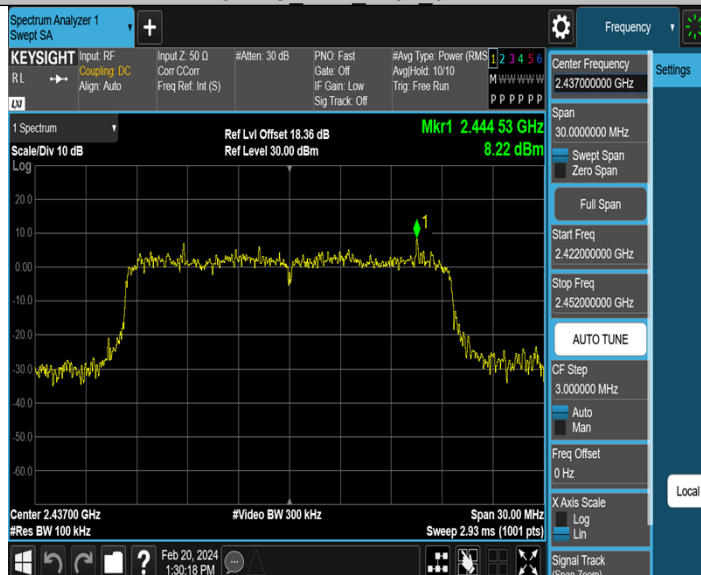 Spectrum Analyzer 1
Swept SA
+
Frequency
KEYSIGHT
RL
LXI
Input: RF
Coupling: DC
Align: Auto
Input Z: 50 Ω
Corr CCorr
Freq Ref: Int (S)
#Atten: 30 dB
PNO: Fast
Gate: Off
IF Gain: Low
Sig Track: Off
#Avg Type: Power (RMS
Avg|Hold: 10/10
Trig: Free Run
1 2 3 4 5 6
M W W W W W
P P P P P P
1 Spectrum
Scale/Div 10 dB
Log
Ref Lvl Offset 18.36 dB
Ref Level 30.00 dBm
Mkr1 2.444 53 GHz
8.22 dBm
20.0
10.0
0.00
-10.0
-20.0
-30.0
-40.0
-50.0
-60.0
1
Center 2.43700 GHz
#Res BW 100 kHz
#Video BW 300 kHz
Span 30.00 MHz
Sweep 2.93 ms (1001 pts)
Center Frequency
2.437000000 GHz
Settings
Span
30.0000000 MHz
Swept Span
Zero Span
Full Span
Start Freq
2.422000000 GHz
Stop Freq
2.452000000 GHz
AUTO TUNE
CF Step
3.000000 MHz
Auto
Man
Freq Offset
0 Hz
X Axis Scale
Log
Lin
Local
Signal Track
(Span Zoom)
?
Feb 20, 2024
1:30:18 PM